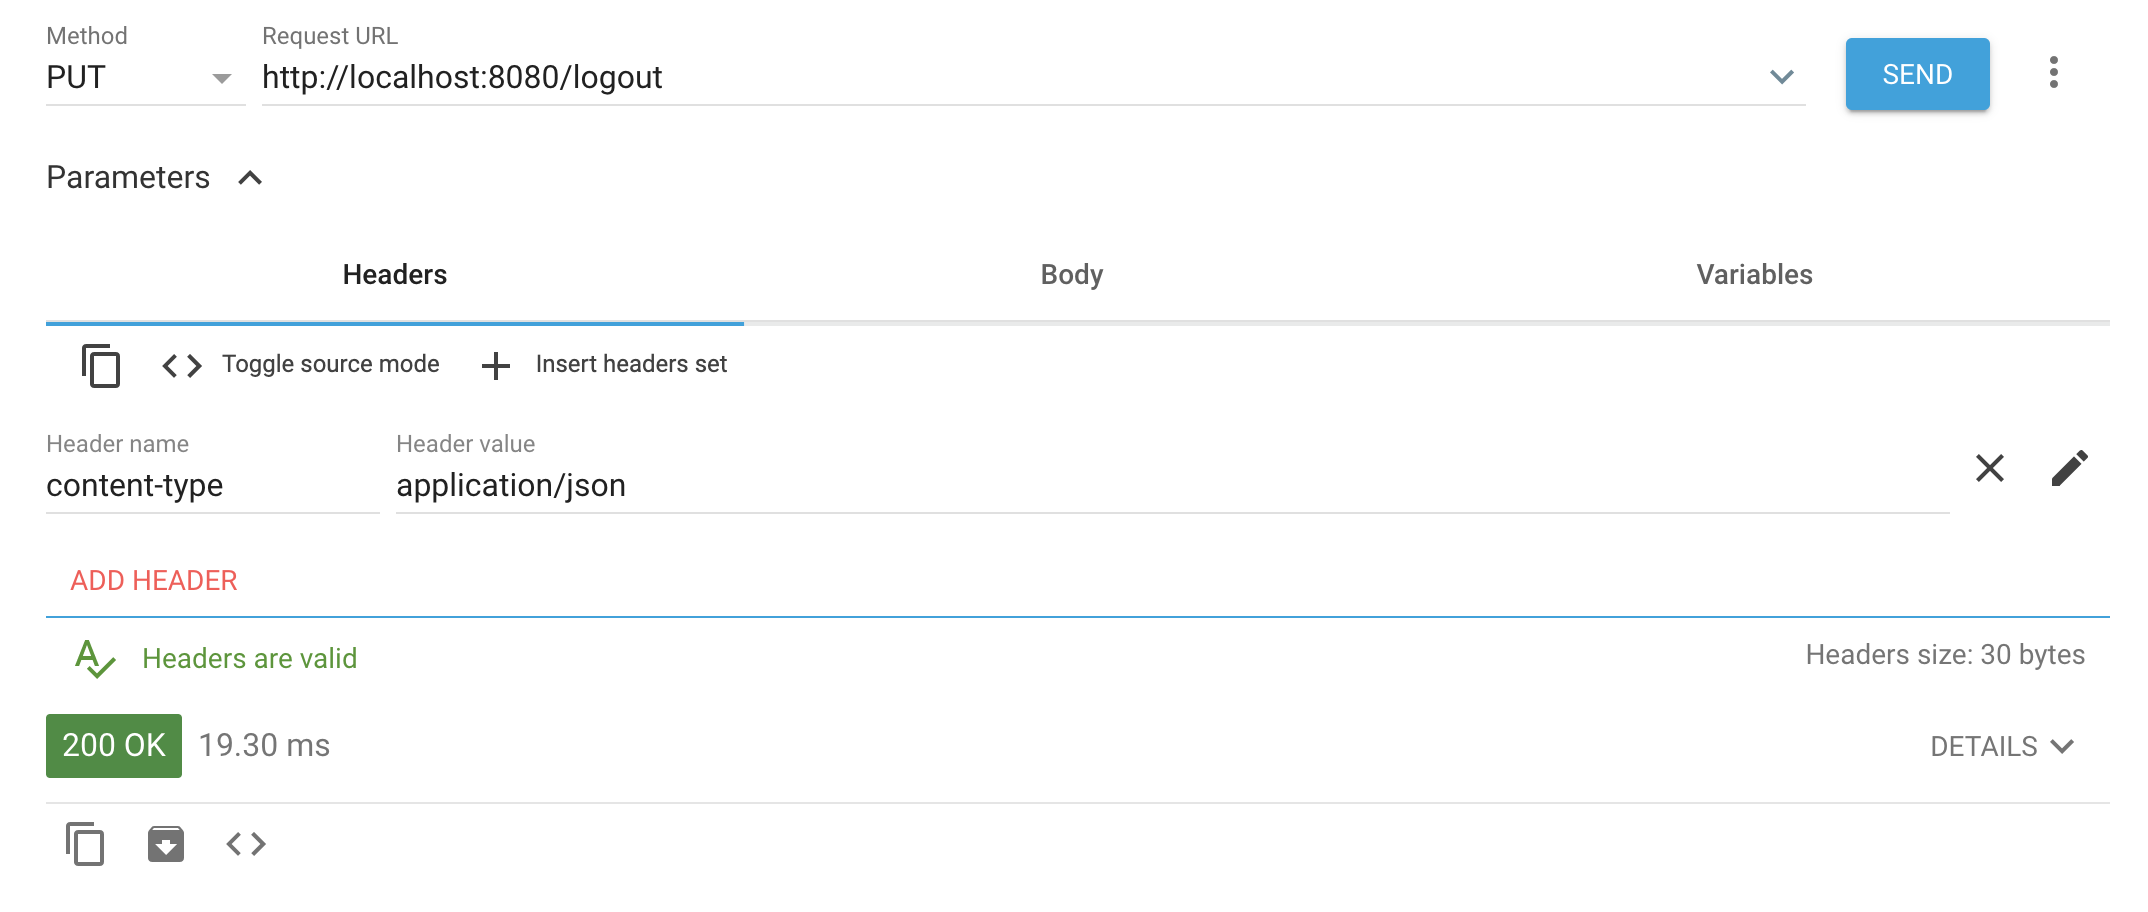 Method
PUT
Request URL
http://localhost:8080/logout
SEND
Parameters
Headers
Body
Variables
Toggle source mode
Insert headers set
Header name
content-type
Header value
application/json
ADD HEADER
Headers are valid
Headers size: 30 bytes
200 OK
19.30 ms
DETAILS